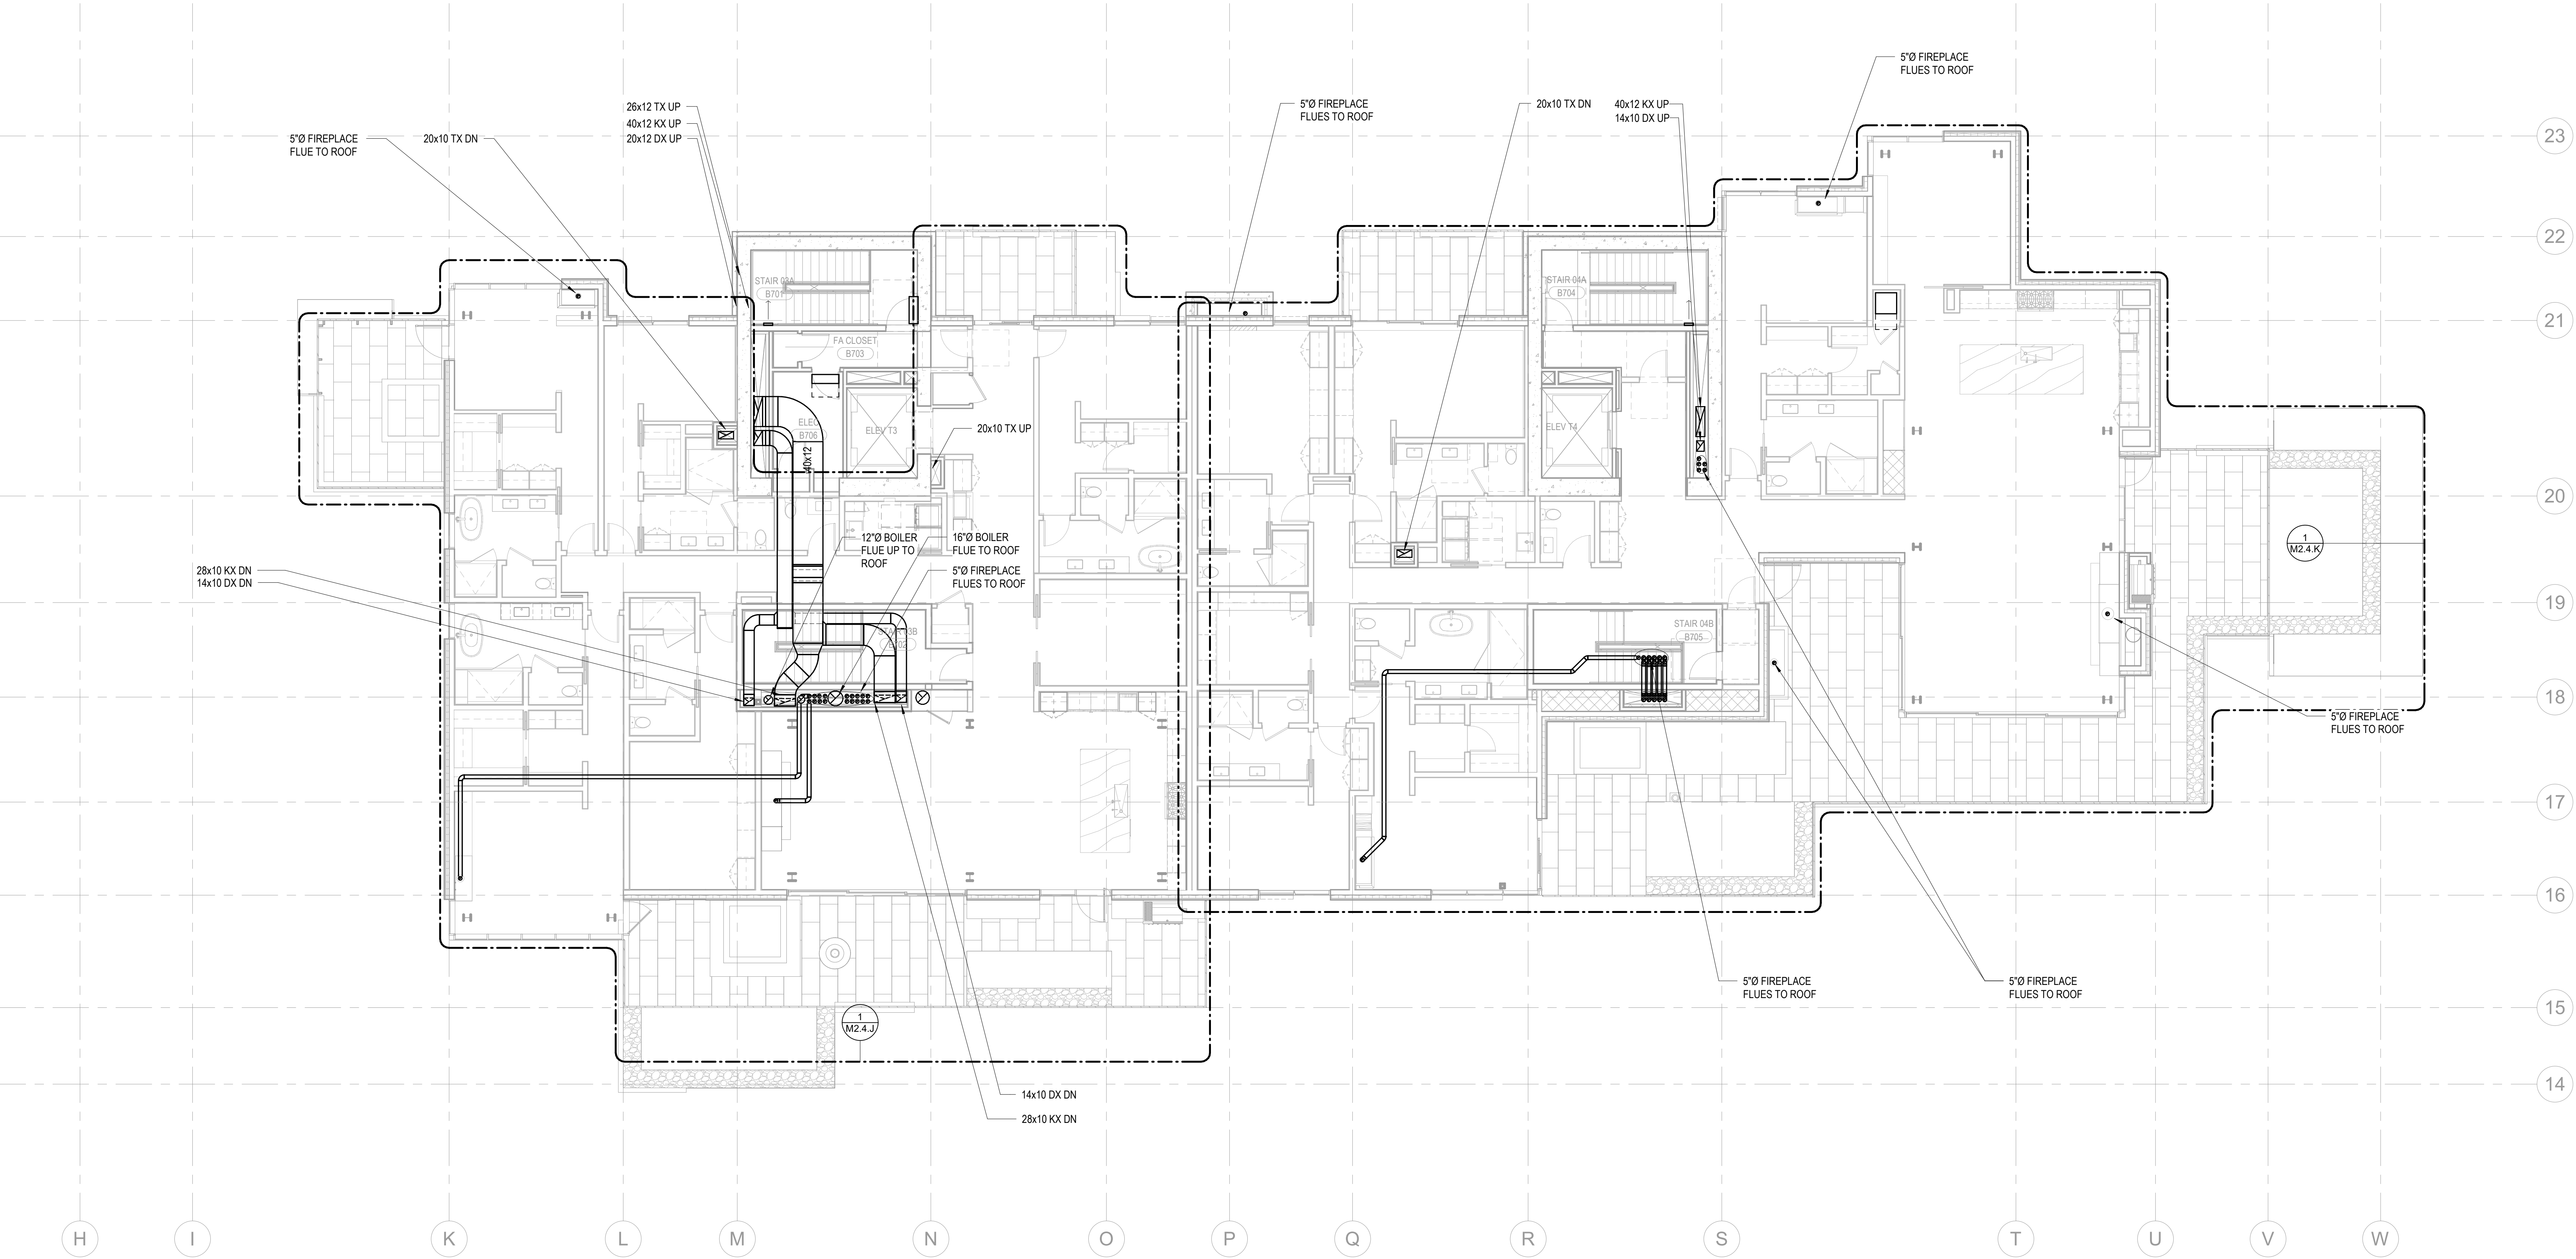 5"Ø FIREPLACE
FLUES TO ROOF
26x12 TX UP
40x12 KX UP
20x12 DX UP
5"Ø FIREPLACE
FLUES TO ROOF
20x10 TX DN
40x12 KX UP
14x10 DX UP
5"Ø FIREPLACE
FLUE TO ROOF
20x10 TX DN
23
22
STAIR 03A
B701
STAIR 04A
B704
21
FA CLOSET
B703
ELEC
B706
ELEV T3
40x12
20x10 TX UP
ELEV T4
20
12"Ø BOILER
FLUE UP TO
ROOF
16"Ø BOILER
FLUE TO ROOF
5"Ø FIREPLACE
FLUES TO ROOF
1
M2.4.K
28x10 KX DN
14x10 DX DN
19
STAIR 03B
B702
STAIR 04B
B705
18
5"Ø FIREPLACE
FLUES TO ROOF
17
16
5"Ø FIREPLACE
FLUES TO ROOF
5"Ø FIREPLACE
FLUES TO ROOF
15
1
M2.4.J
14
14x10 DX DN
28x10 KX DN
H
I
K
L
M
N
O
P
Q
R
S
T
U
V
W